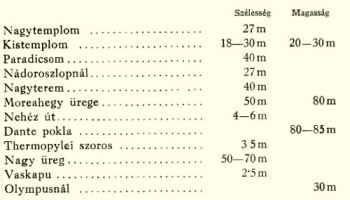 Szélesség Magasság
Nagytemplom .................... 27 m
Kistemplom .................... 18—30 m 20—30 m
Paradicsom .................... 40 m
Nádoroszlopnál .................... 27 m
Nagyterem .................... 40 m
Moreahegy ürege .................... 50 m 80 m
Nehéz út .................... 4—6 m
Dante pokla .................... 80—85 m
Thermopylei szoros .................... 3·5 m
Nagy üreg .................... 50—70 m
Vaskapu .................... 2·5 m
Olympusnál .................... 30 m